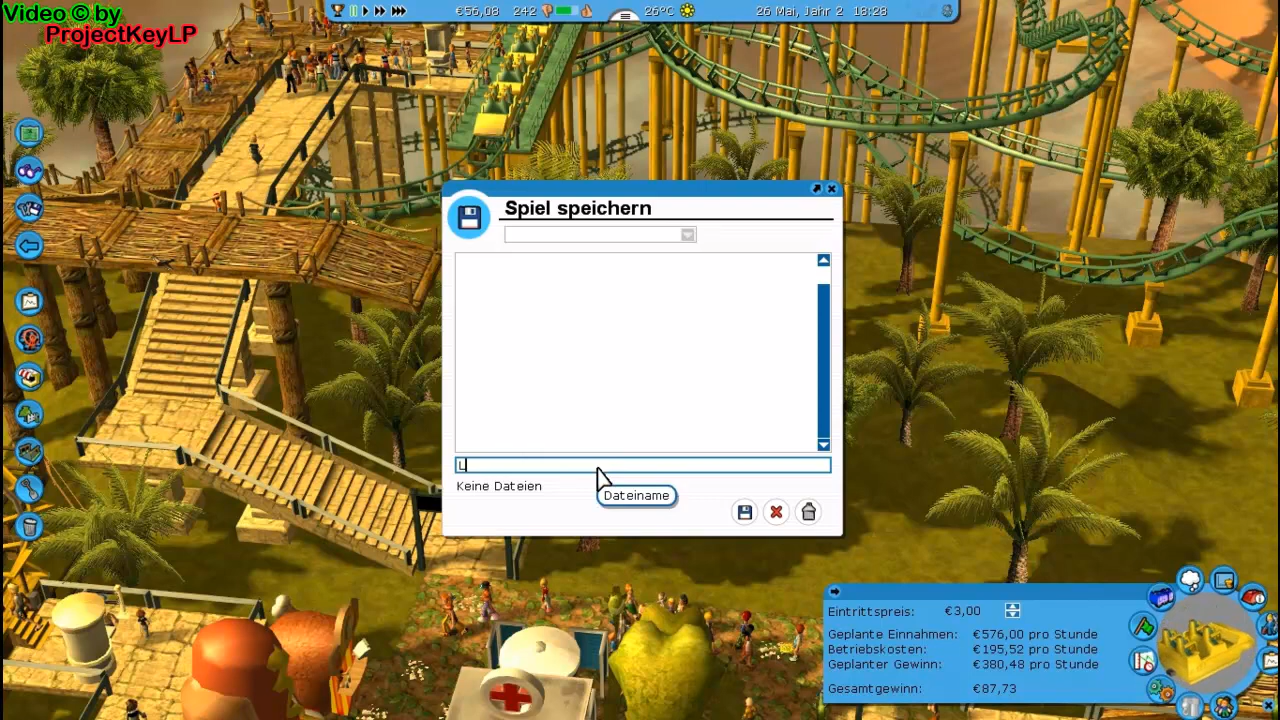 Video © by
ProjectKeyLP
€56,08 242 26°C 26 Mai, Jahr 2 18:28
Spiel speichern
L
Keine Dateien
Dateiname
Eintrittspreis: €3,00
Geplante Einnahmen: €576,00 pro Stunde
Betriebskosten: €195,52 pro Stunde
Geplanter Gewinn: €380,48 pro Stunde
Gesamtgewinn: €87,73